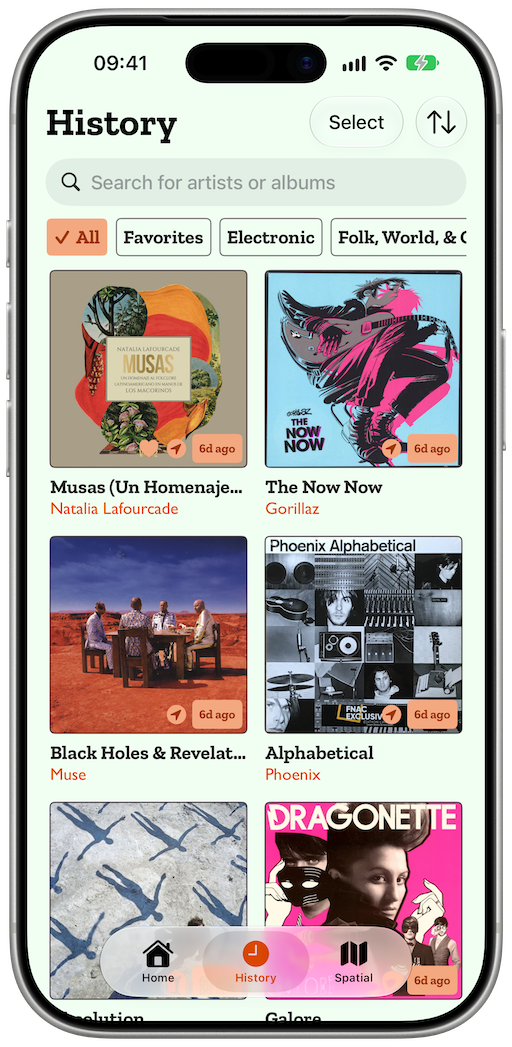 09:41
History
Select
Search for artists or albums
All
Favorites
Electronic
Folk, World, & C
NATALIA LAFOURCADE
MUSAS
UN HOMENAJE AL FOLCLORE
LATINOAMERICANO EN MANOS DE
LOS MACORINOS
6d ago
GORILLAZ
THE
NOW
NOW
6d ago
Musas (Un Homenaje...
Natalia Lafourcade
The Now Now
Gorillaz
6d ago
Phoenix Alphabetical
FNAC
EXCLUSIV
6d ago
Black Holes & Revelat...
Muse
Alphabetical
Phoenix
DRAGONETTE
6d ago
Home
History
Spatial
Galore